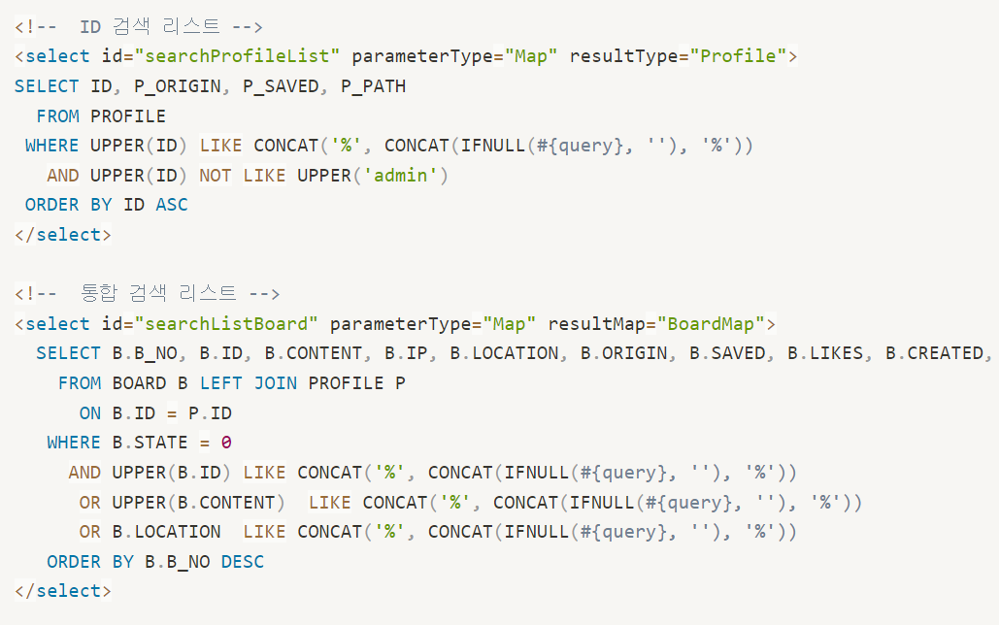 <!--  ID 검색 리스트 -->
<select id="searchProfileList" parameterType="Map" resultType="Profile">
SELECT ID, P_ORIGIN, P_SAVED, P_PATH
  FROM PROFILE
 WHERE UPPER(ID) LIKE CONCAT('%', CONCAT(IFNULL(#{query}, ''), '%'))
   AND UPPER(ID) NOT LIKE UPPER('admin')
 ORDER BY ID ASC
</select>

<!--  통합 검색 리스트 -->
<select id="searchListBoard" parameterType="Map" resultMap="BoardMap">
  SELECT B.B_NO, B.ID, B.CONTENT, B.IP, B.LOCATION, B.ORIGIN, B.SAVED, B.LIKES, B.CREATED,
    FROM BOARD B LEFT JOIN PROFILE P
      ON B.ID = P.ID
   WHERE B.STATE = 0
     AND UPPER(B.ID) LIKE CONCAT('%', CONCAT(IFNULL(#{query}, ''), '%'))
      OR UPPER(B.CONTENT)  LIKE CONCAT('%', CONCAT(IFNULL(#{query}, ''), '%'))
      OR B.LOCATION  LIKE CONCAT('%', CONCAT(IFNULL(#{query}, ''), '%'))
   ORDER BY B.B_NO DESC
</select>